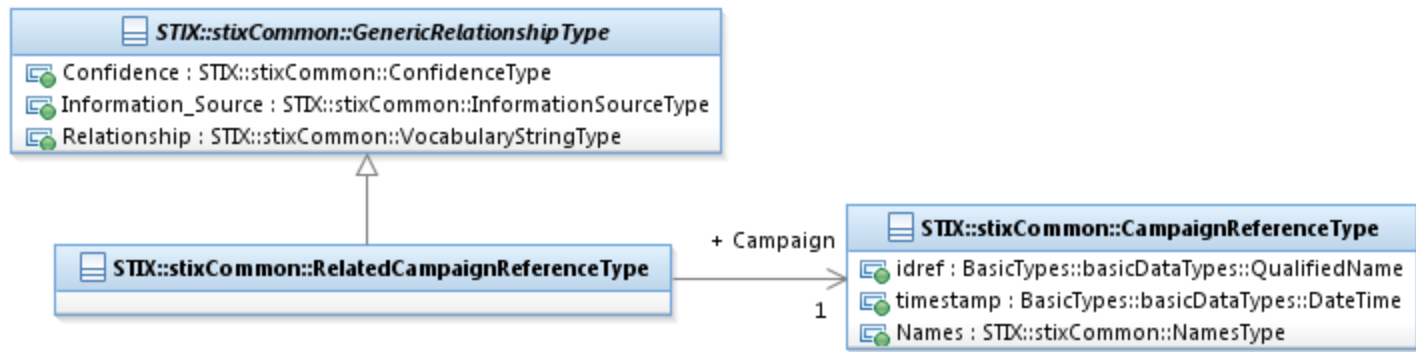 STIX::stixCommon::GenericRelationshipType
Confidence : STIX::stixCommon::ConfidenceType
Information_Source : STIX::stixCommon::InformationSourceType
Relationship : STIX::stixCommon::VocabularyStringType
STIX::stixCommon::RelatedCampaignReferenceType
+ Campaign
1
STIX::stixCommon::CampaignReferenceType
idref : BasicTypes::basicDataTypes::QualifiedName
timestamp : BasicTypes::basicDataTypes::DateTime
Names : STIX::stixCommon::NamesType